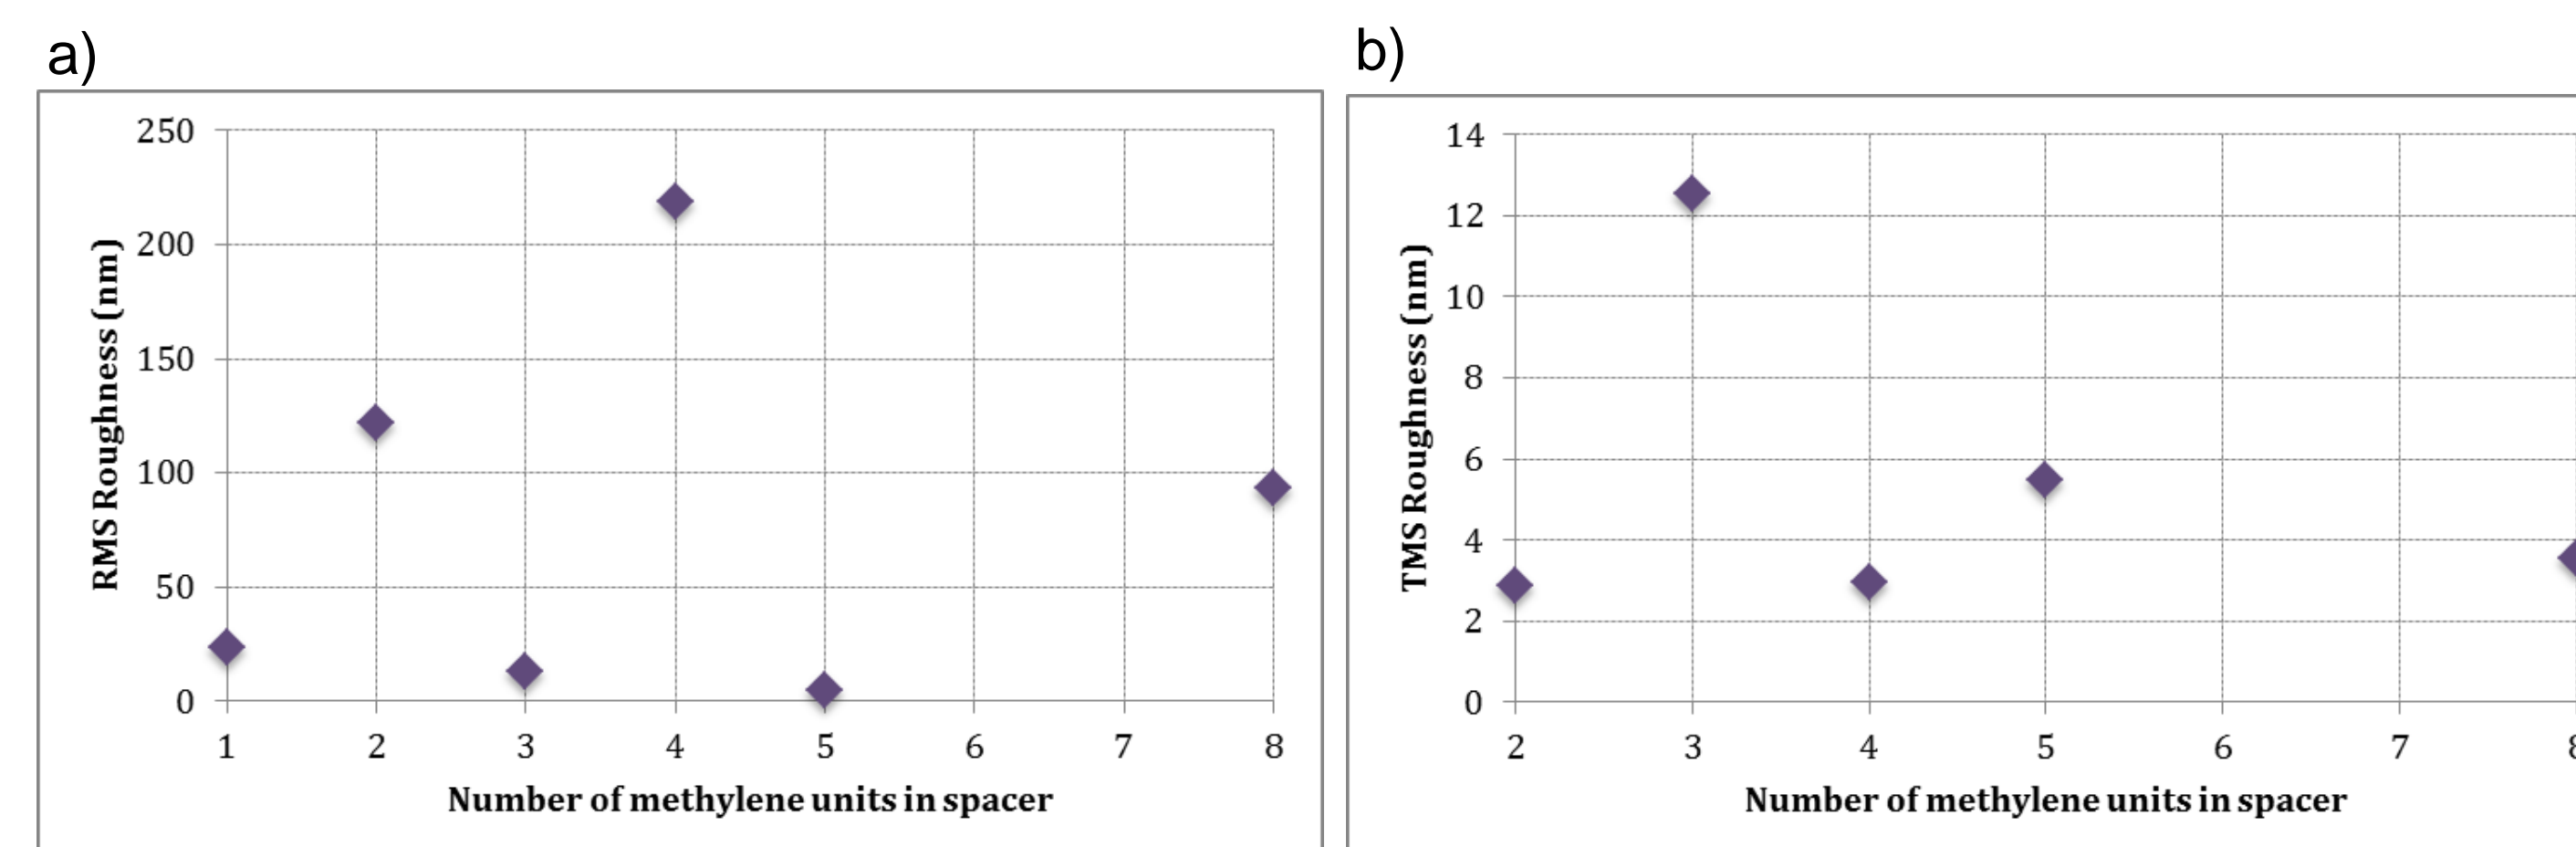 a)
250
200
150
100
50
0
RMS Roughness (nm)
1 2 3 4 5 6 7 8
Number of methylene units in spacer
b)
14
12
10
8
6
4
2
0
TMS Roughness (nm)
2 3 4 5 6 7 8
Number of methylene units in spacer